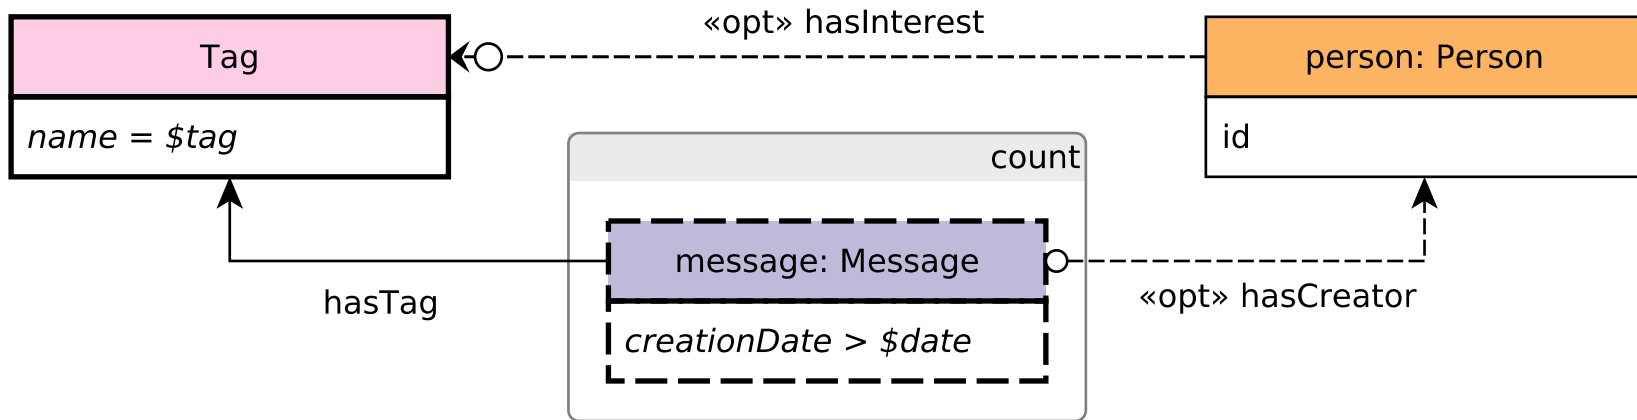 «opt» hasInterest
Tag
person: Person
name = $tag
id
count
message: Message
hasTag
«opt» hasCreator
creationDate > $date